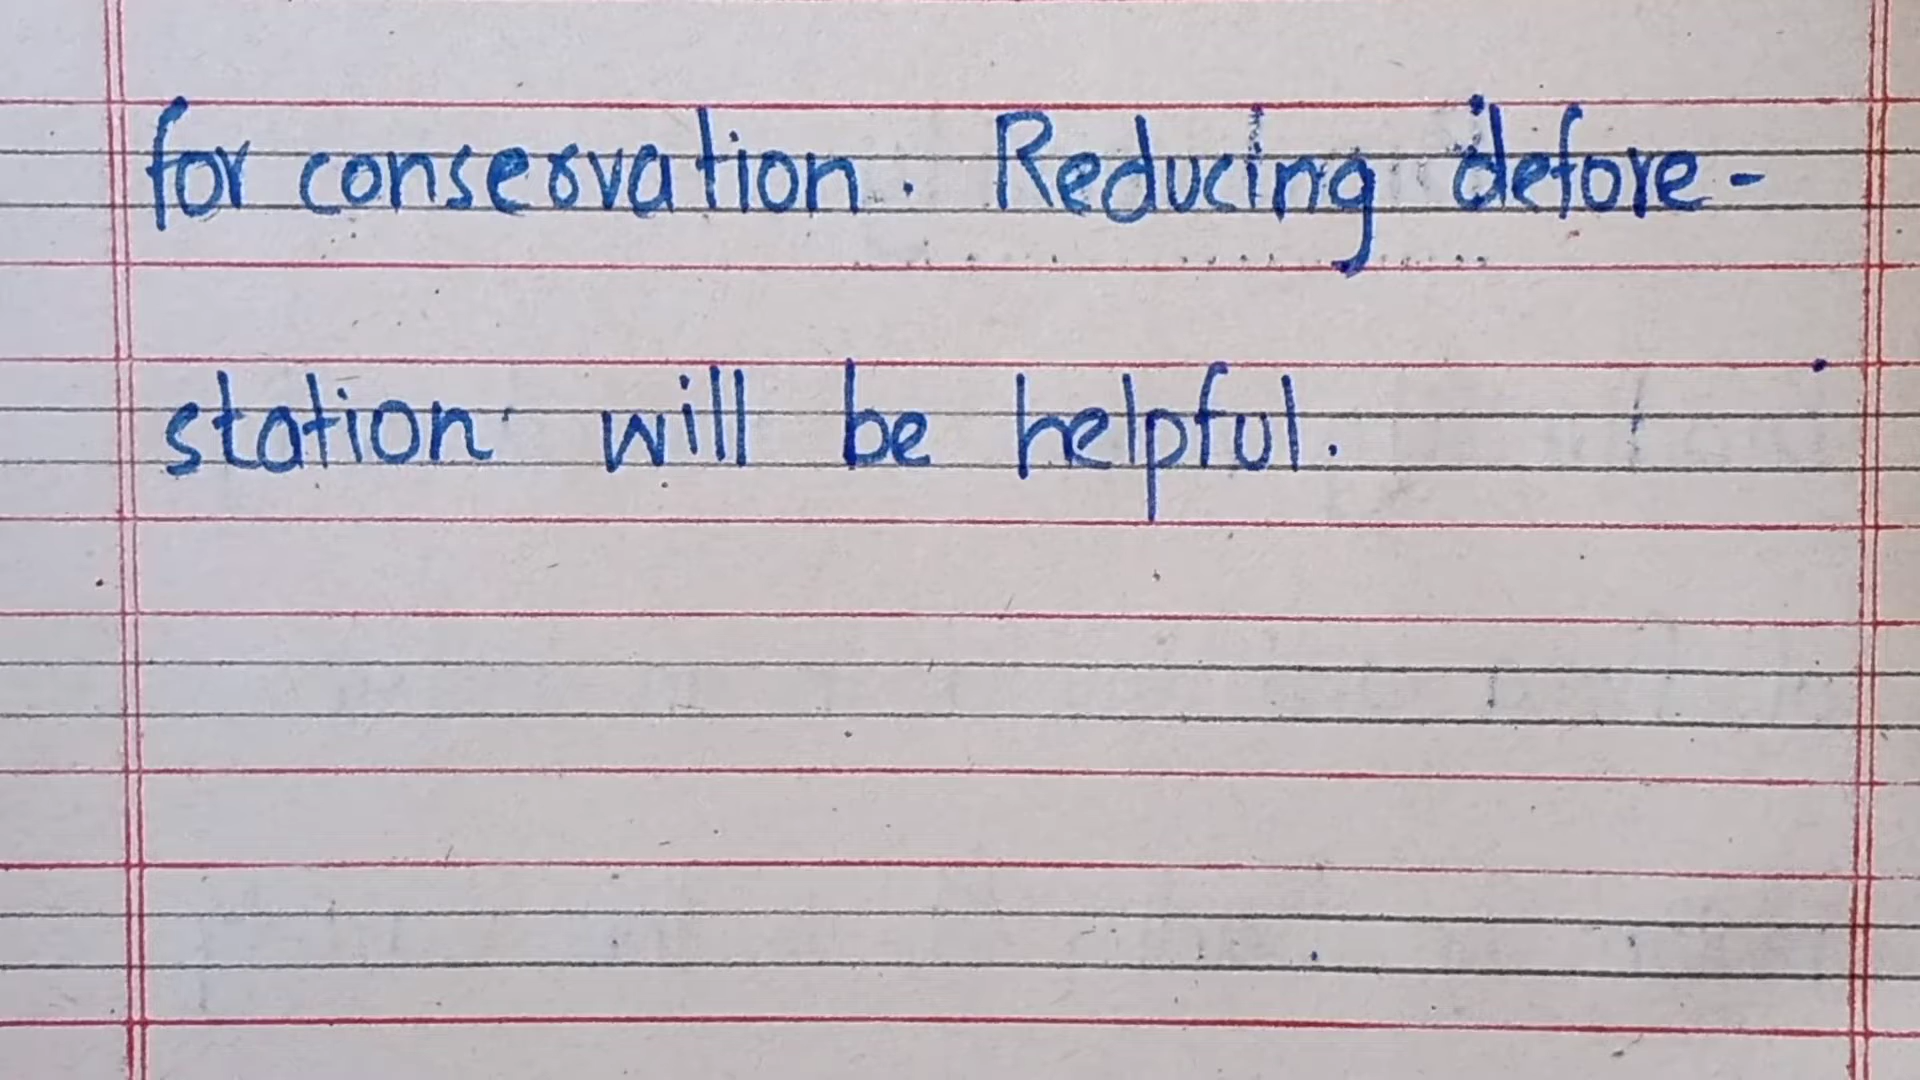 for conservation. Reducing defore-
station will be helpful.